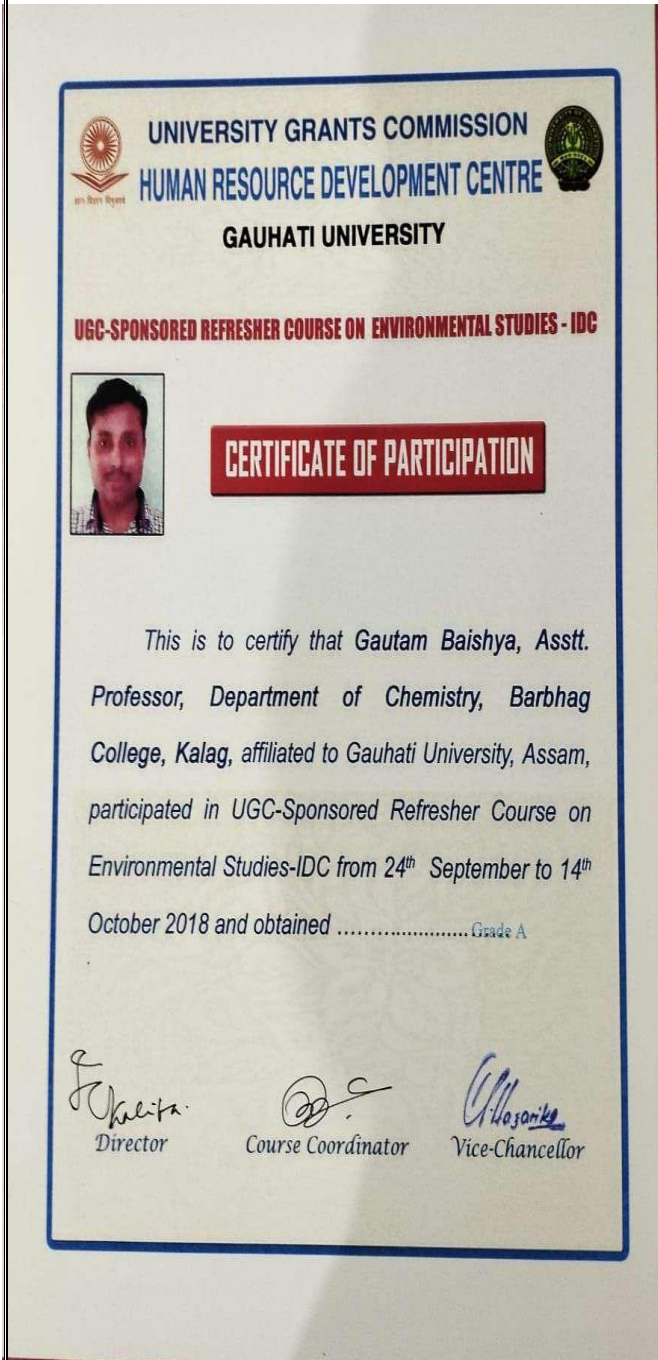 UNIVERSITY GRANTS COMMISSION
HUMAN RESOURCE DEVELOPMENT CENTRE
GAUHATI UNIVERSITY
UGC-SPONSORED REFRESHER COURSE ON ENVIRONMENTAL STUDIES - IDC
CERTIFICATE OF PARTICIPATION
This is to certify that Gautam Baishya, Asstt.
Professor, Department of Chemistry, Barbhag
College, Kalag, affiliated to Gauhati University, Assam,
participated in UGC-Sponsored Refresher Course on
Environmental Studies-IDC from 24th September to 14th
October 2018 and obtained ........................Grade A
Kalita
Hazarika
Director Course Coordinator Vice-Chancellor